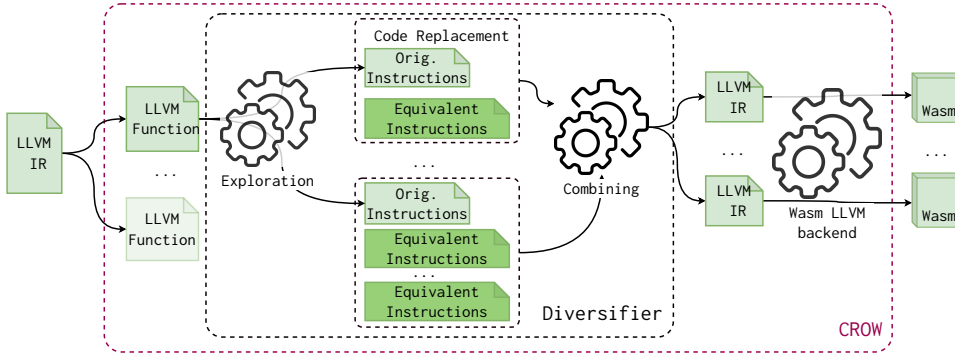 LLVM
IR
LLVM
Function
...
LLVM
Function
Exploration
Code Replacement
Orig.
Instructions
Equivalent
Instructions
...
Orig.
Instructions
Equivalent
Instructions
...
Equivalent
Instructions
Combining
Diversifier
LLVM
IR
...
LLVM
IR
Wasm LLVM
backend
Wasm
...
Wasm
CROW